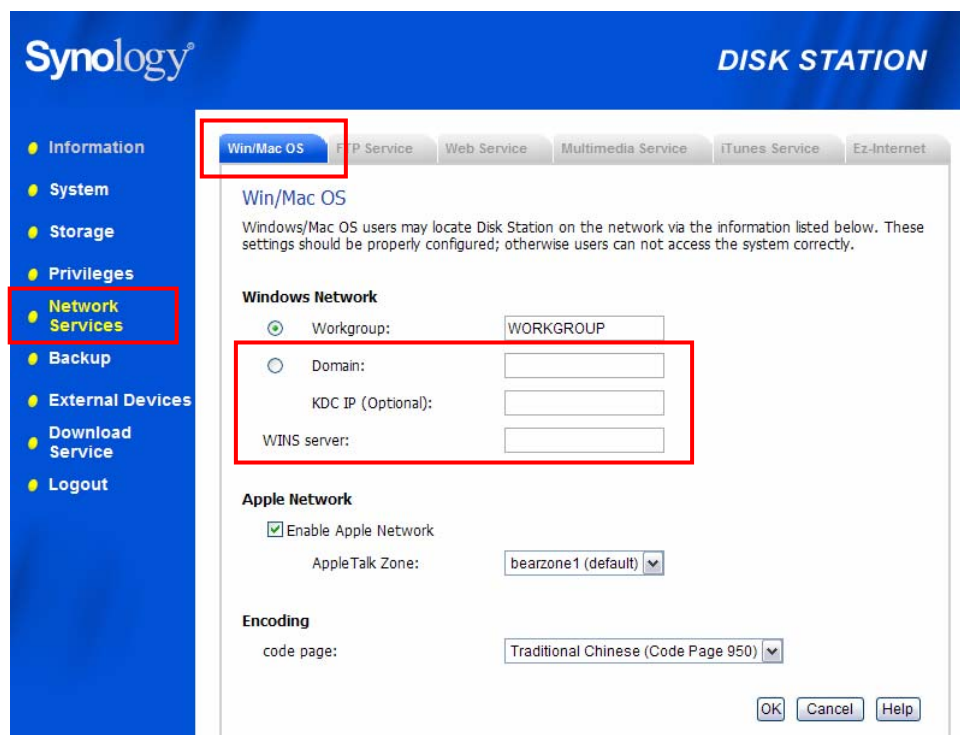 Synology®
DISK STATION
Information
System
Storage
Privileges
Network
Services
Backup
External Devices
Download
Service
Logout
Win/Mac OS FTP Service Web Service Multimedia Service iTunes Service Ez-Internet
Win/Mac OS
Windows/Mac OS users may locate Disk Station on the network via the information listed below. These
settings should be properly configured; otherwise users can not access the system correctly.
Windows Network
Workgroup: WORKGROUP
Domain:
KDC IP (Optional):
WINS server:
Apple Network
Enable Apple Network
AppleTalk Zone: bearzone1 (default)
Encoding
code page: Traditional Chinese (Code Page 950)
OK Cancel Help